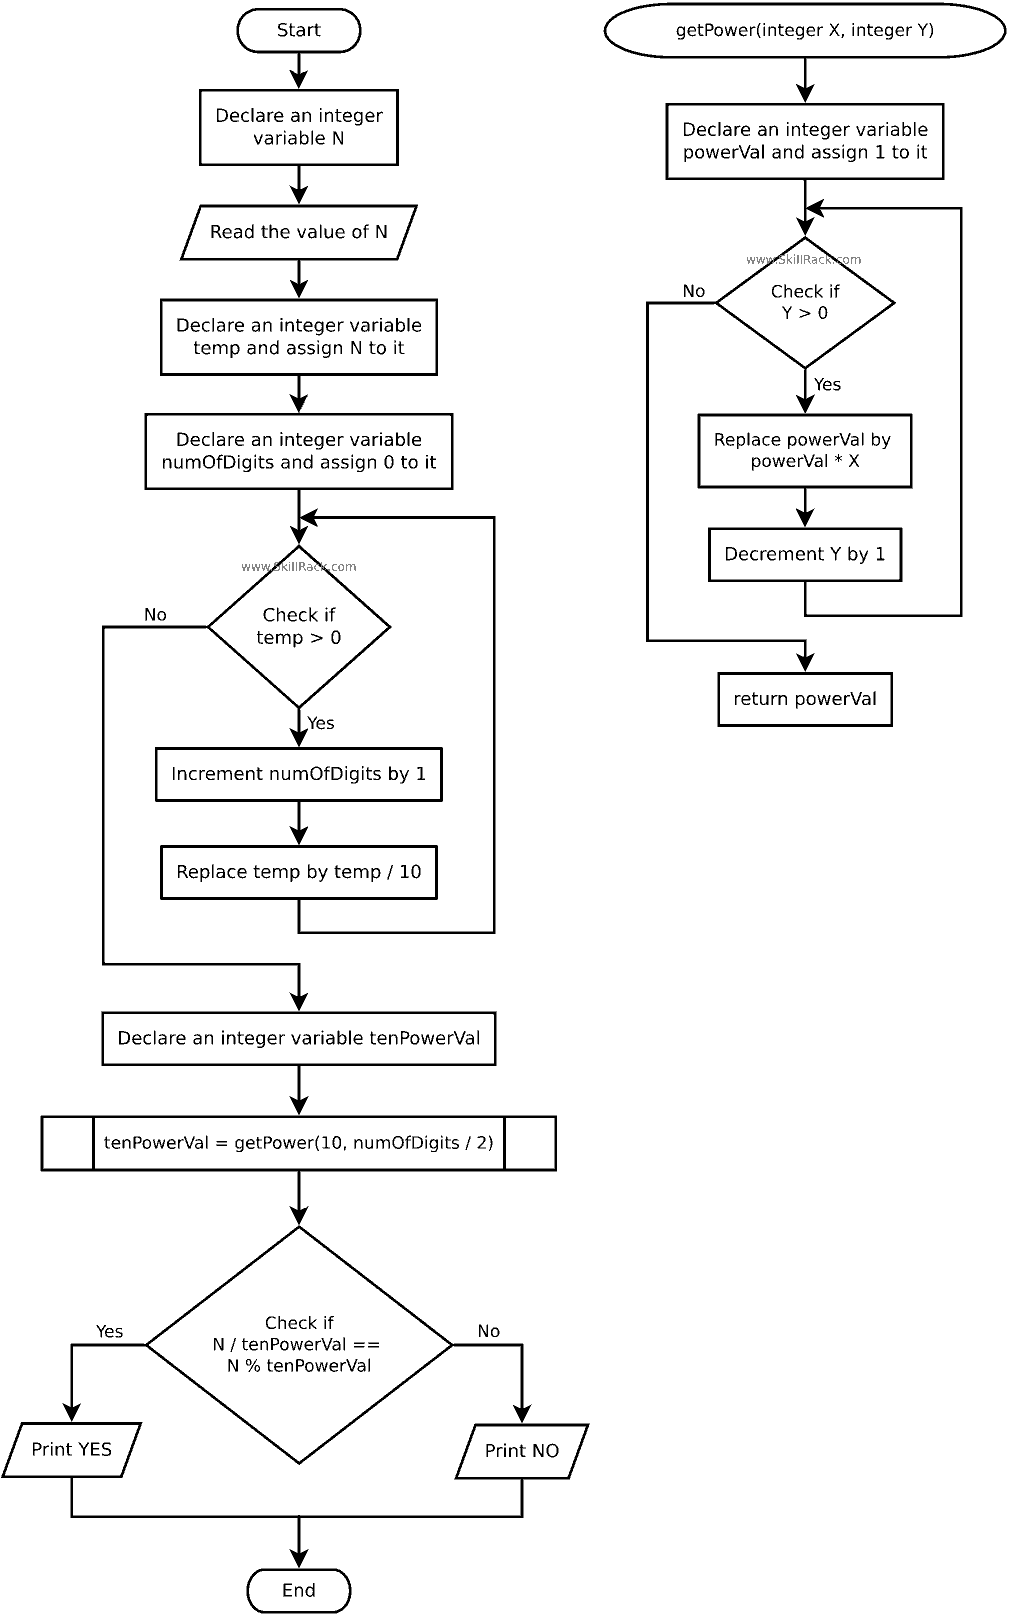 Start
Declare an integer
variable N
Read the value of N
Declare an integer variable
temp and assign N to it
Declare an integer variable
numOfDigits and assign 0 to it
www.SkillRack.com
Check if
temp > 0
No
Yes
Increment numOfDigits by 1
Replace temp by temp / 10
Declare an integer variable tenPowerVal
tenPowerVal = getPower(10, numOfDigits / 2)
Check if
N / tenPowerVal ==
N % tenPowerVal
Yes
No
Print YES
Print NO
End
getPower(integer X, integer Y)
Declare an integer variable
powerVal and assign 1 to it
www.SkillRack.com
Check if
Y > 0
No
Yes
Replace powerVal by
powerVal * X
Decrement Y by 1
return powerVal